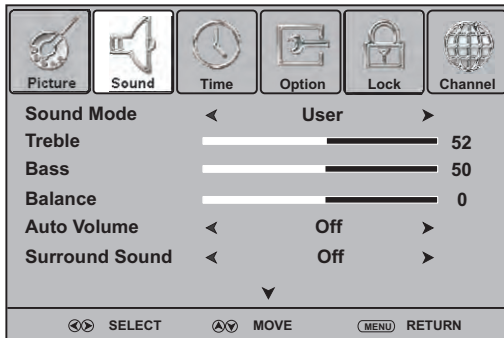 Picture Sound Time Option Lock Channel
Sound Mode User
Treble 52
Bass 50
Balance 0
Auto Volume Off
Surround Sound Off
SELECT MOVE MENU RETURN